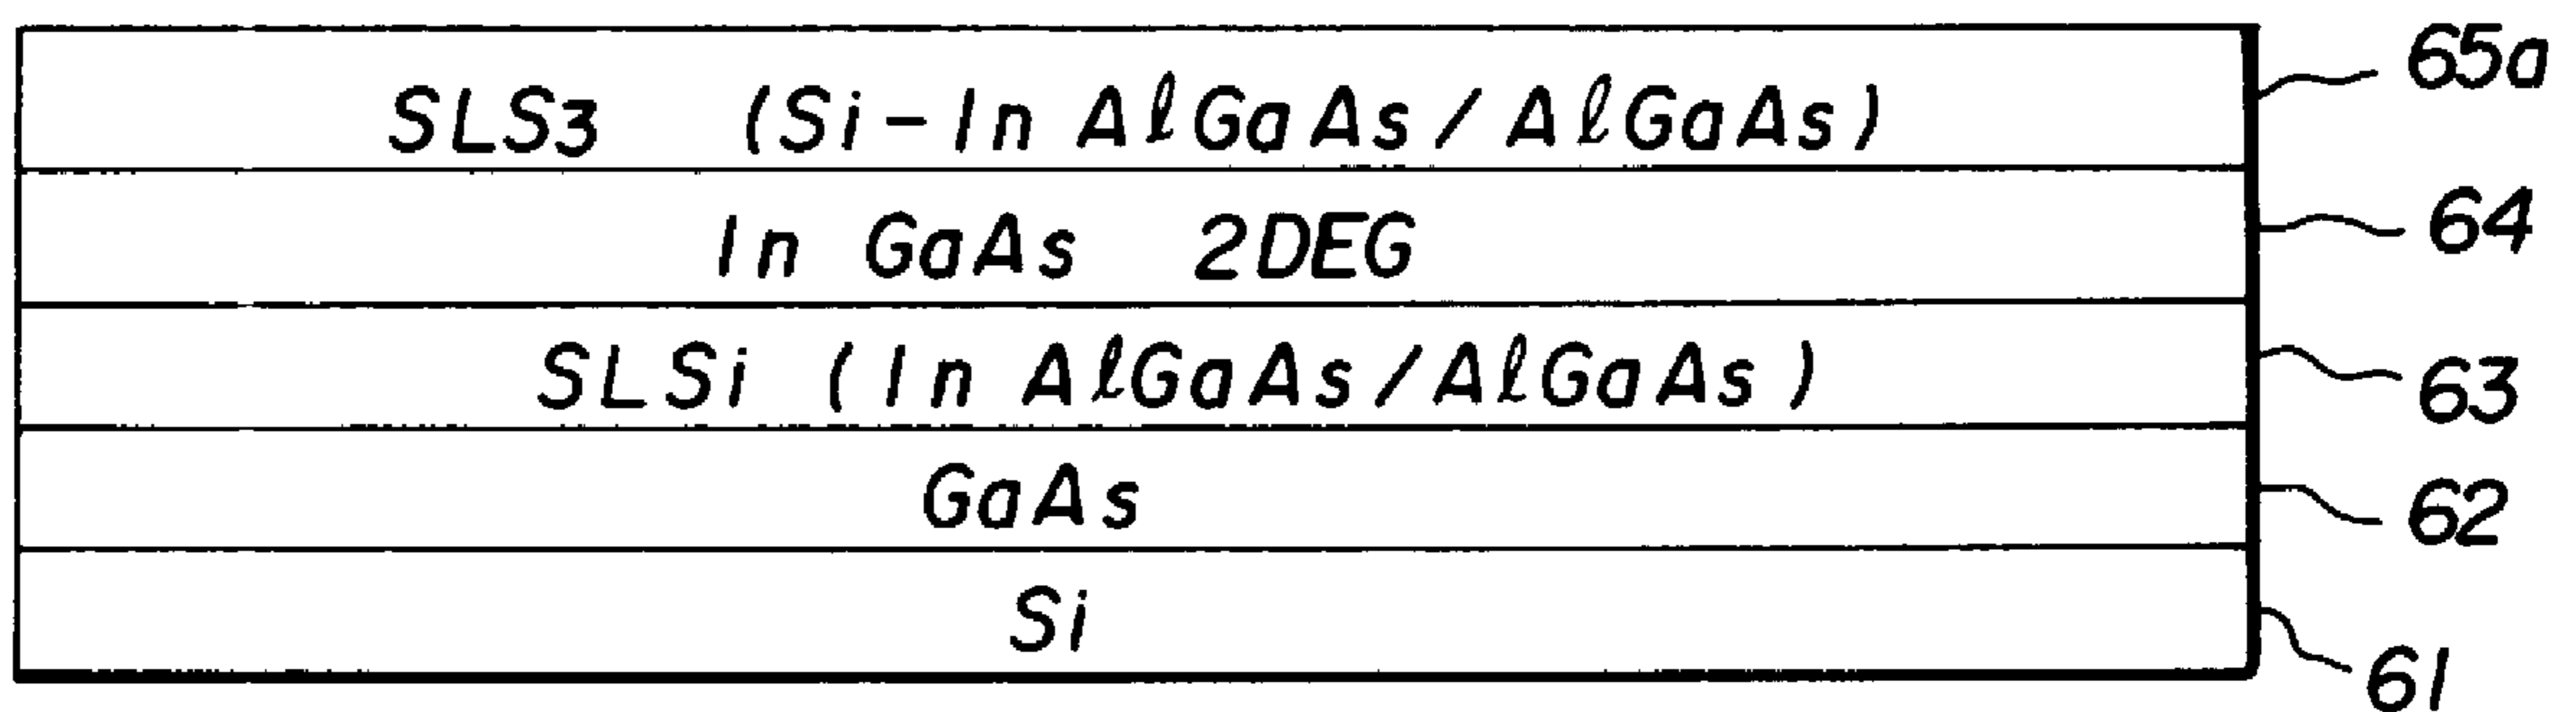 SLS3 (Si-In AlGaAs/AlGaAs) 65a
In GaAs 2DEG 64
SLSi (In AlGaAs/AlGaAs) 63
GaAs 62
Si 61